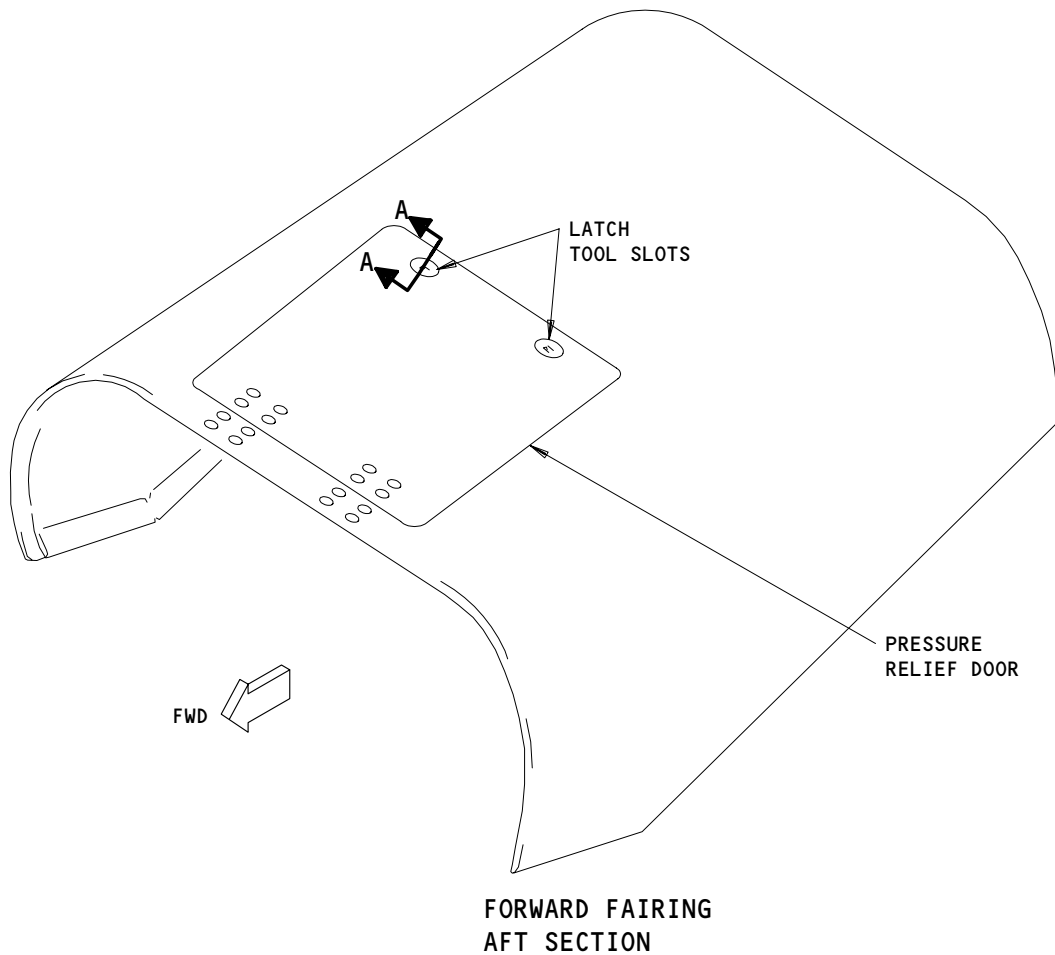 A
A
LATCH
TOOL SLOTS
PRESSURE
RELIEF DOOR
FWD
FORWARD FAIRING
AFT SECTION